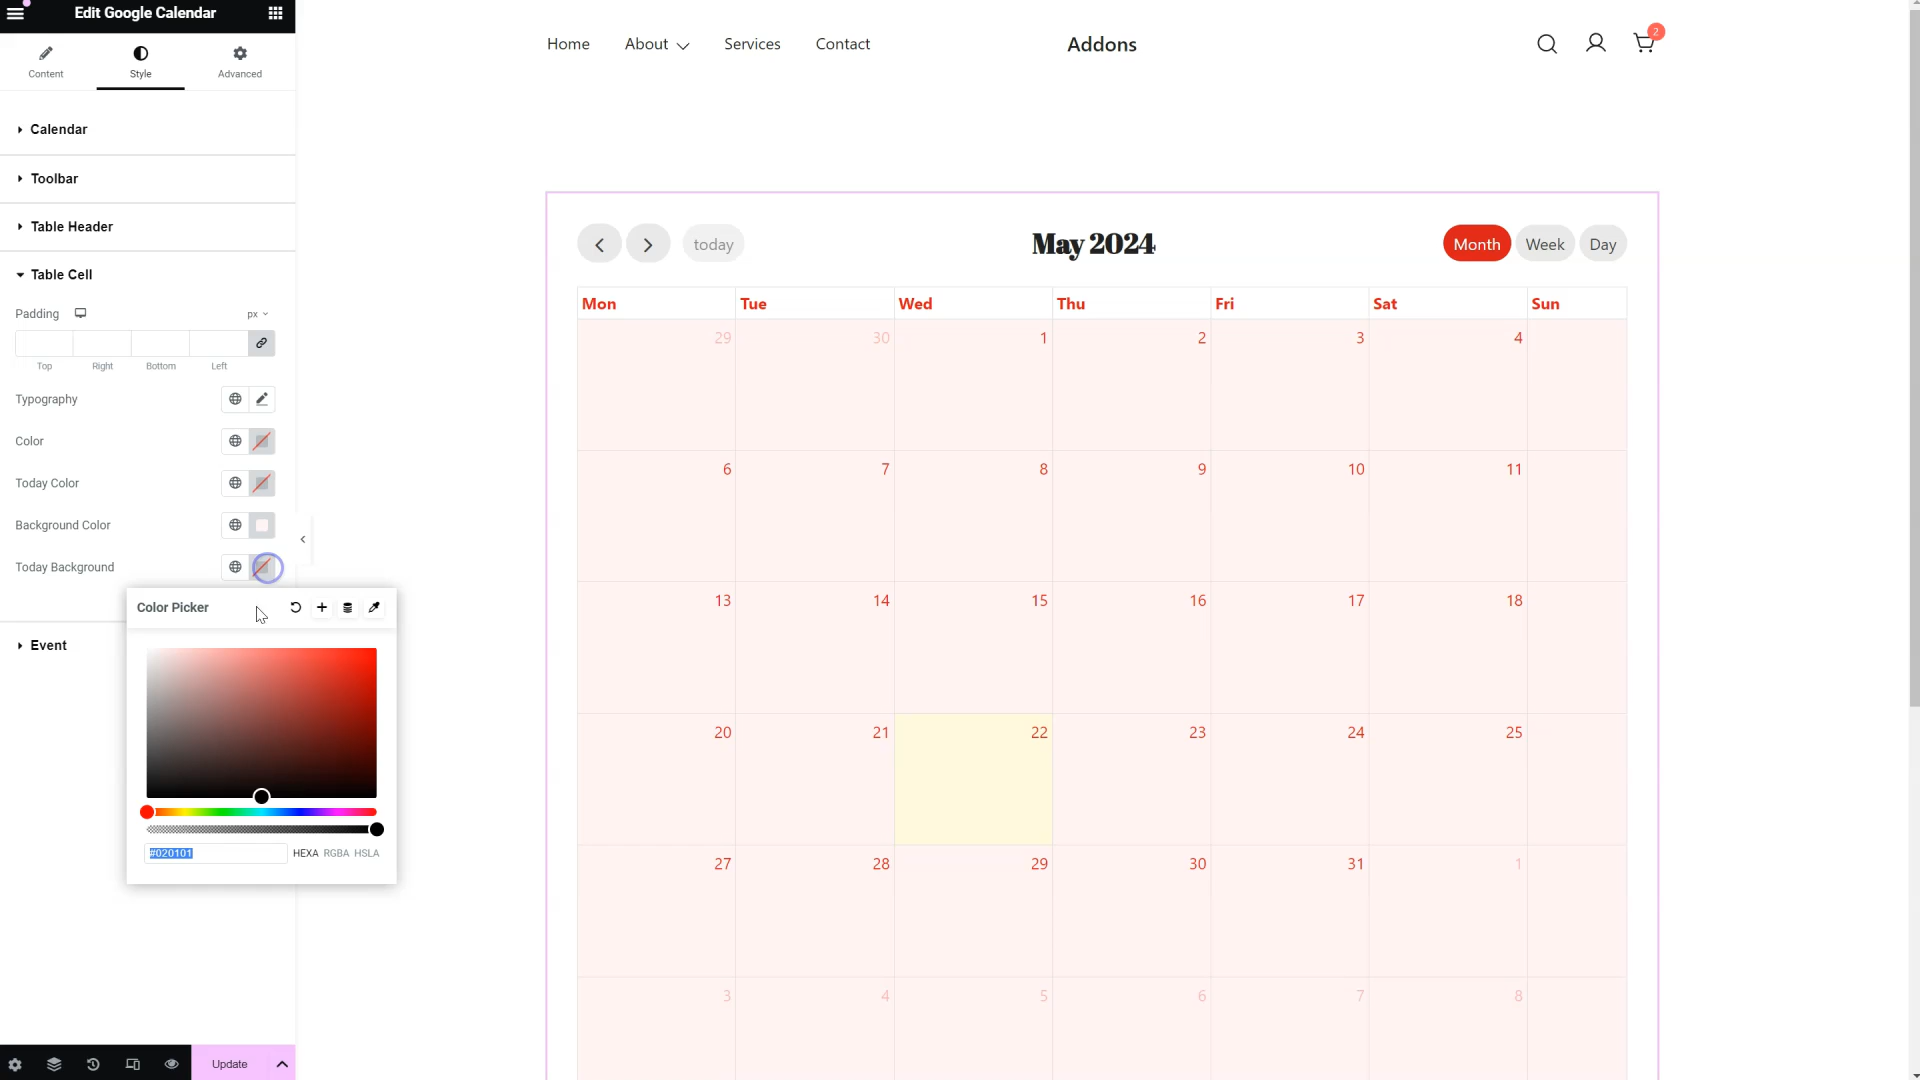 Edit Google Calendar
Content
Style
Advanced
Calendar
Toolbar
Table Header
Table Cell
Padding
px
Top Right Bottom Left
Typography
Color
Today Color
Background Color
Today Background
Color Picker
#020101
HEXA RGBA HSLA
Event
Update
Home About Services Contact
Addons
2
today
May 2024
Month Week Day
Mon Tue Wed Thu Fri Sat Sun
29 30 1 2 3 4
6 7 8 9 10 11
13 14 15 16 17 18
20 21 22 23 24 25
27 28 29 30 31 1
3 4 5 6 7 8